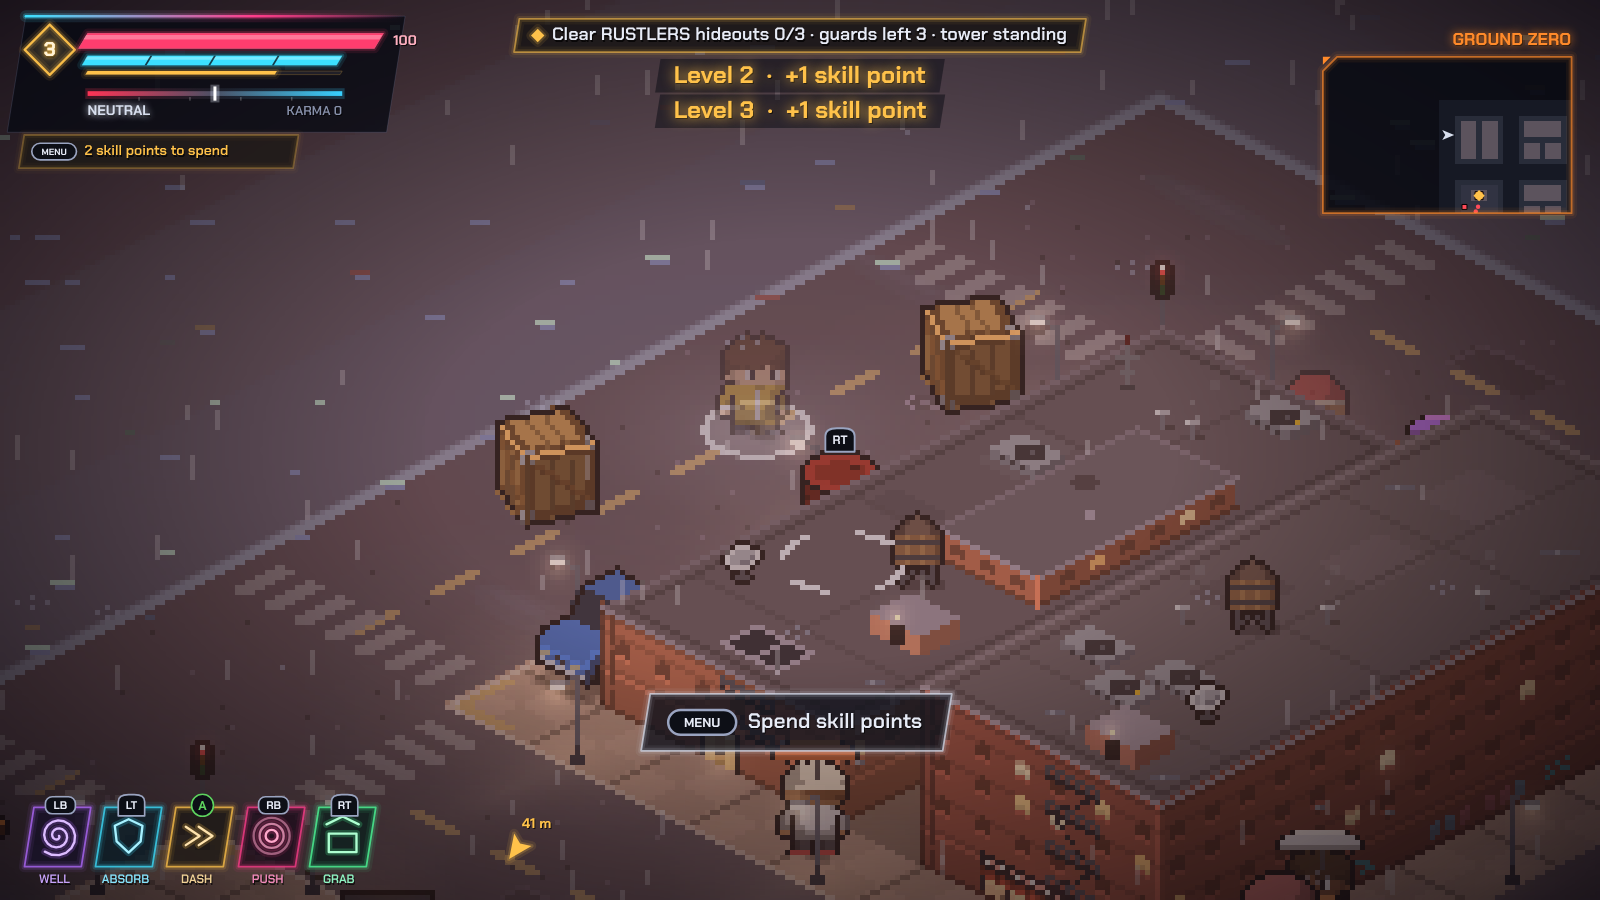 3
100
NEUTRAL
KARMA 0
MENU 2 skill points to spend
Clear RUSTLERS hideouts 0/3 · guards left 3 · tower standing
Level 2 · +1 skill point
Level 3 · +1 skill point
GROUND ZERO
RT
MENU Spend skill points
41 m
LB LT A RB RT
WELL ABSORB DASH PUSH GRAB